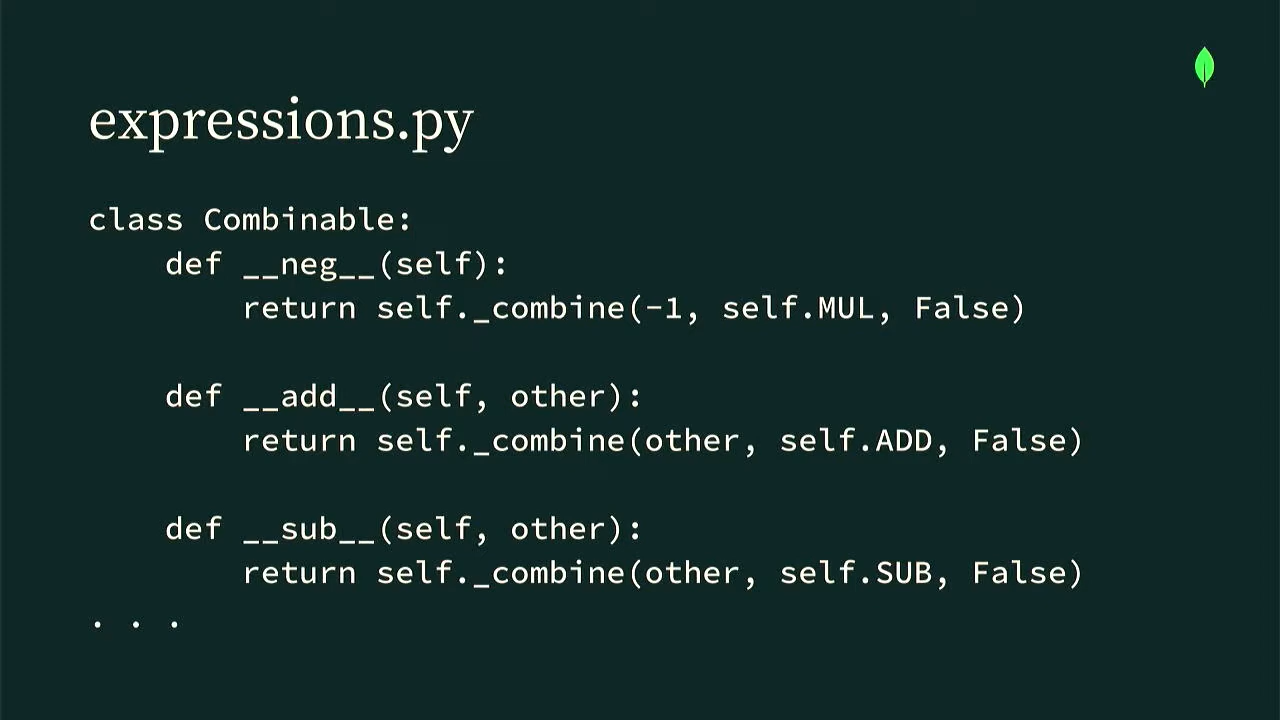 expressions.py
class Combinable:
    def __neg__(self):
        return self._combine(-1, self.MUL, False)
    def __add__(self, other):
        return self._combine(other, self.ADD, False)
    def __sub__(self, other):
        return self._combine(other, self.SUB, False)
. . .